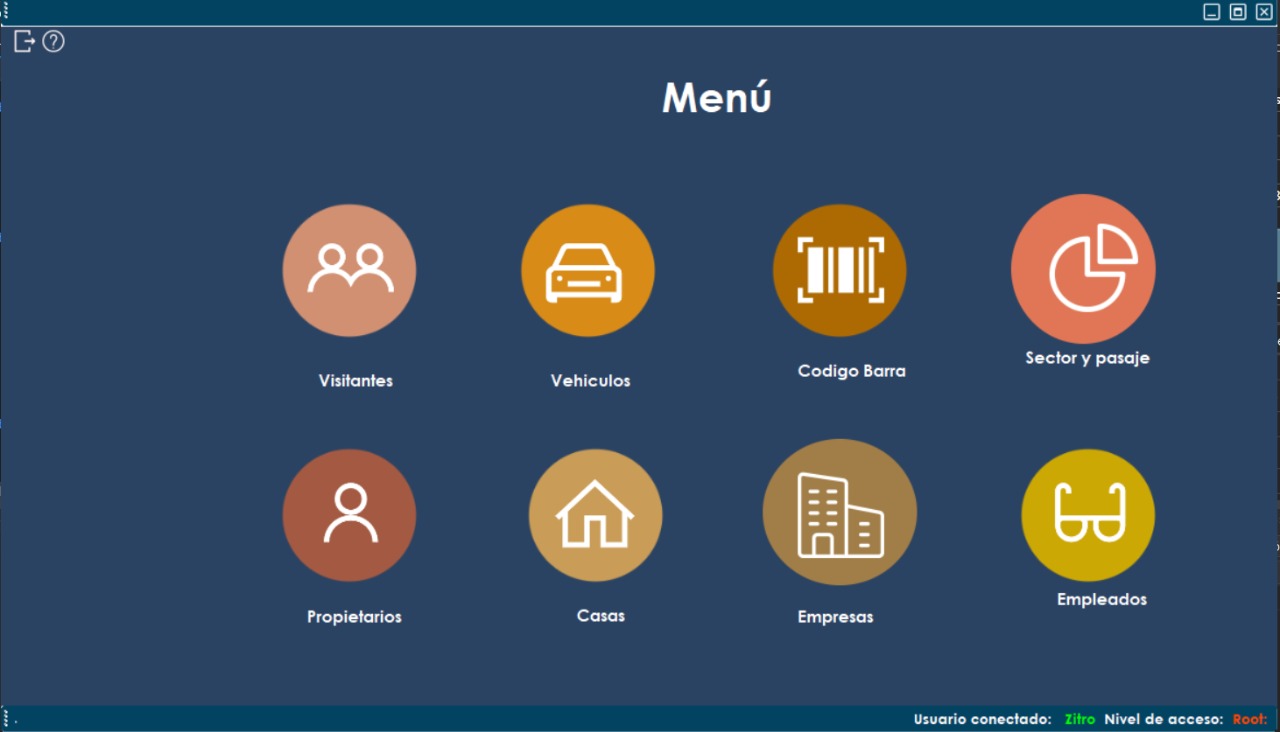 Menú
Visitantes
Vehiculos
Codigo Barra
Sector y pasaje
Propietarios
Casas
Empresas
Empleados
. Usuario conectado: Zitro Nivel de acceso: Root: